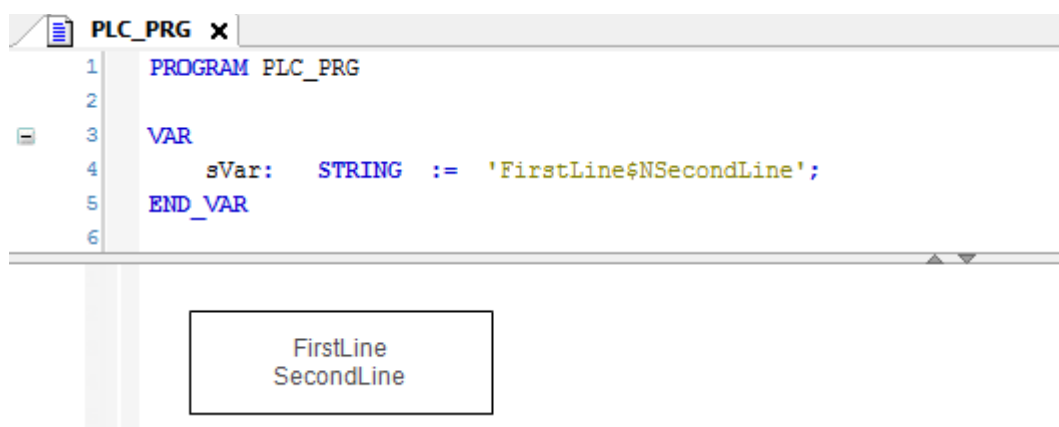 PLC_PRG x
1 PROGRAM PLC_PRG
2
3 VAR
4 sVar: STRING := 'FirstLine$NSecondLine';
5 END_VAR
6
FirstLine
SecondLine